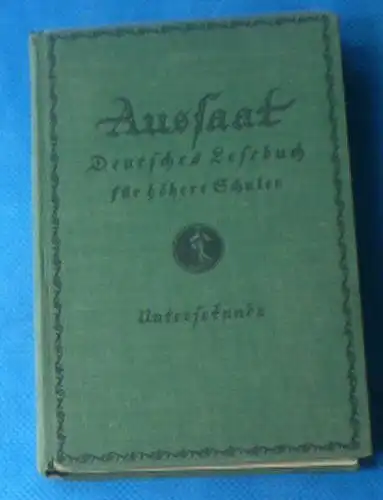 Aussaat
Deutsches Lesebuch
für höhere Schulen
Untersekunda